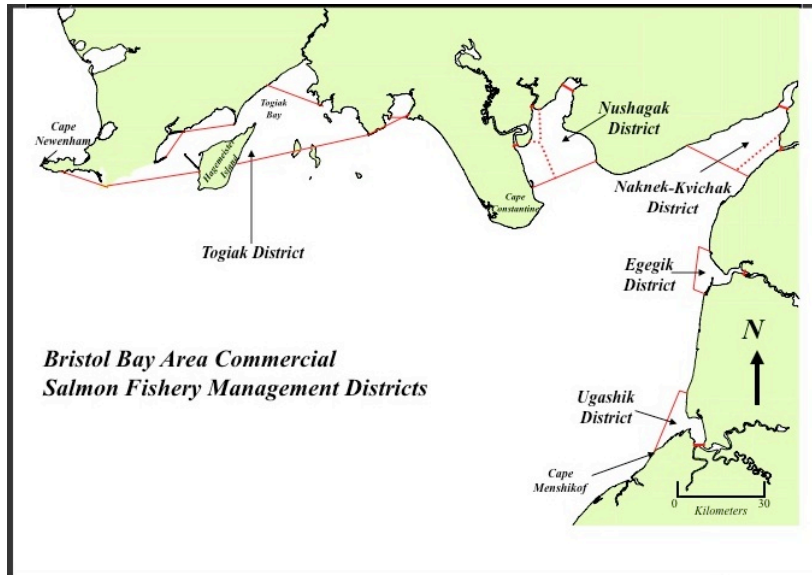 Cape
Newenham
Togiak
Bay
Hagemeister
Island
Togiak District
Cape
Constantine
Nushagak
District
Naknek-Kvichak
District
Egegik
District
Bristol Bay Area Commercial
Salmon Fishery Management Districts
N
Ugashik
District
Cape
Menshikof
0
30
Kilometers